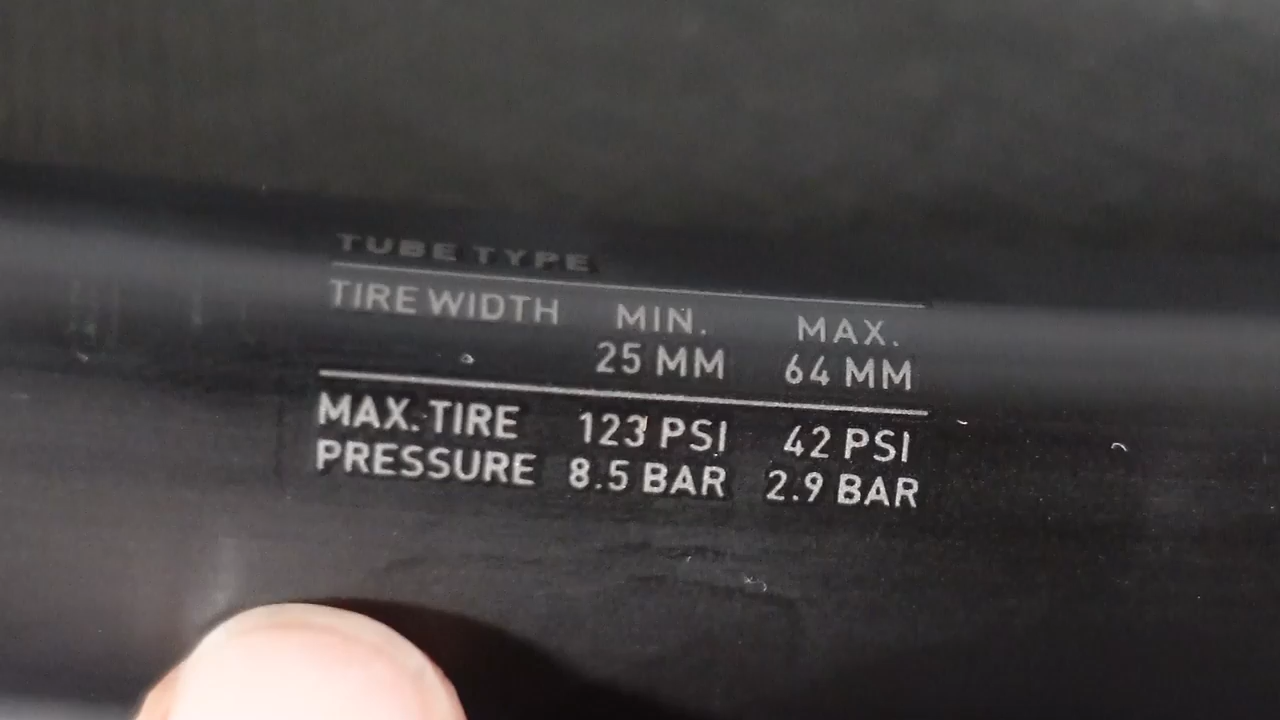 TUBE TYPE
TIRE WIDTH MIN. MAX.
25 MM 64 MM
MAX. TIRE 123 PSI 42 PSI
PRESSURE 8.5 BAR 2.9 BAR